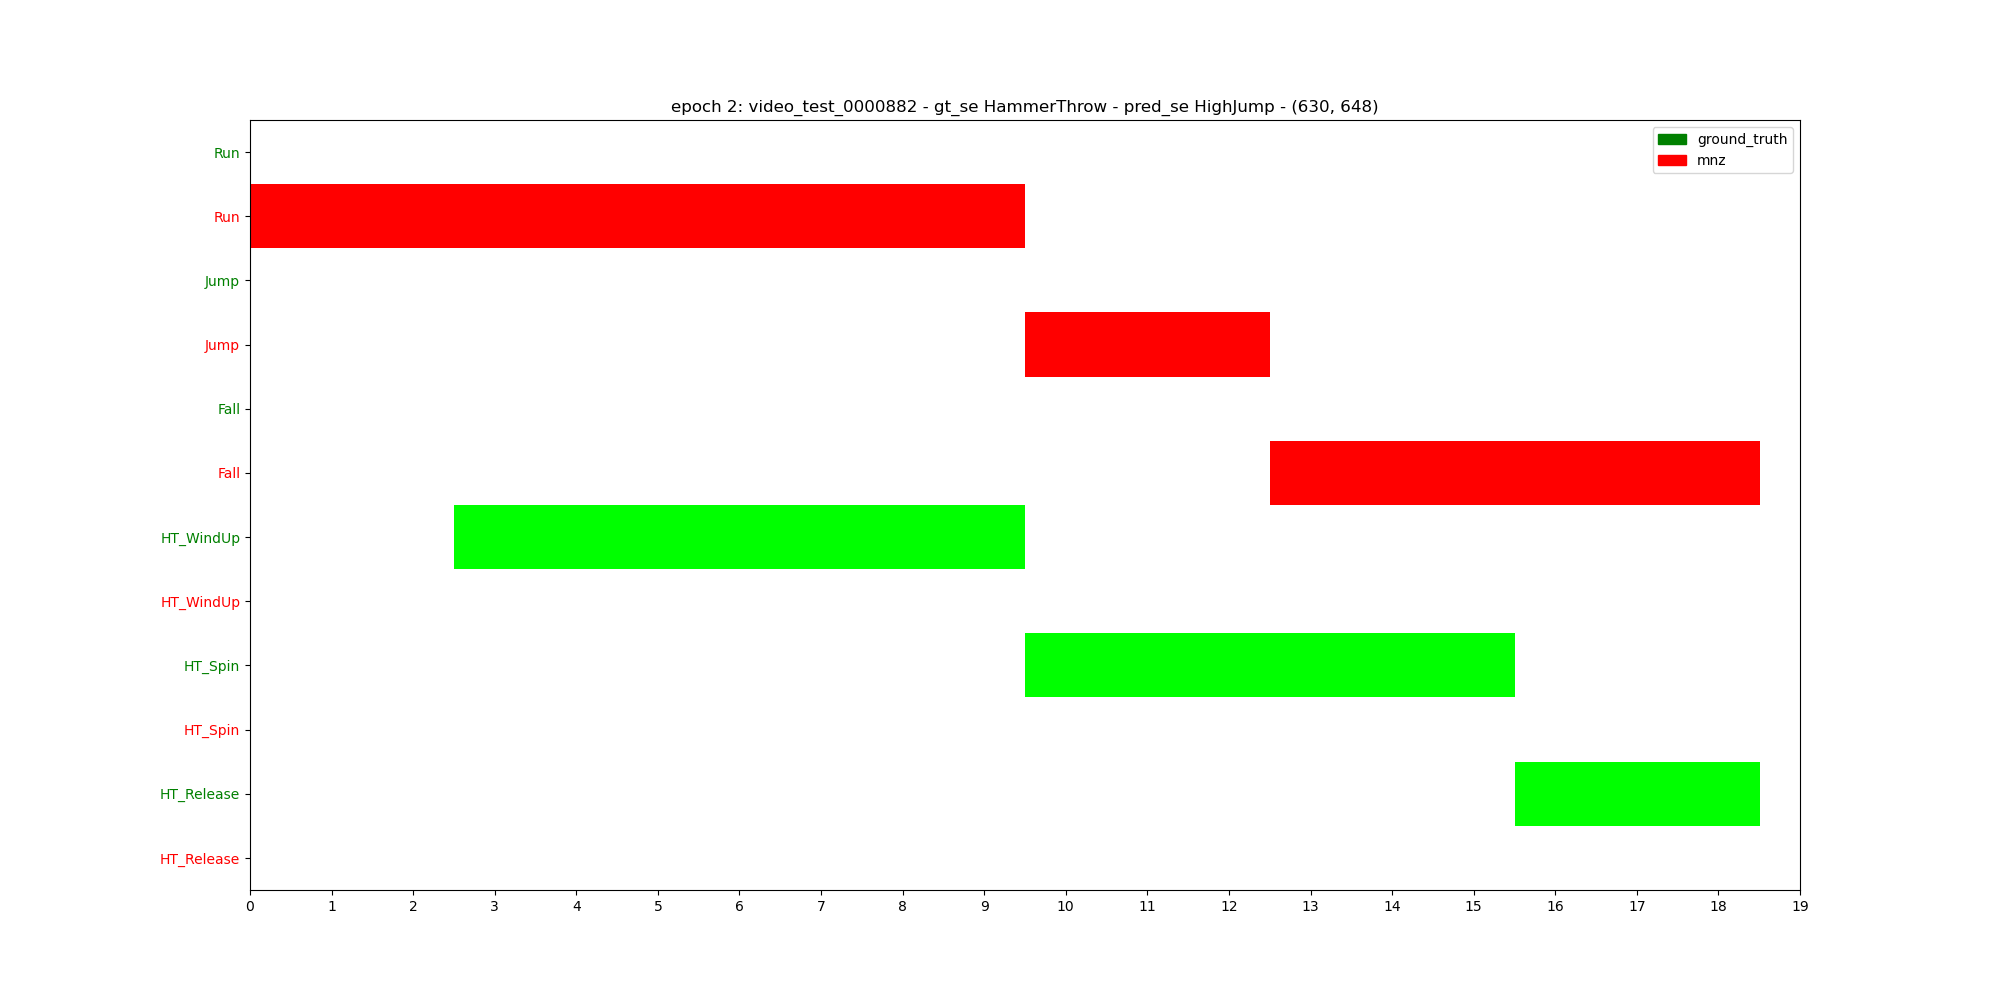 epoch 2: video_test_0000882 - gt_se HammerThrow - pred_se HighJump - (630, 648)
ground_truth
mnz
Run
Run
Jump
Jump
Fall
Fall
HT_WindUp
HT_WindUp
HT_Spin
HT_Spin
HT_Release
HT_Release
0 1 2 3 4 5 6 7 8 9 10 11 12 13 14 15 16 17 18 19